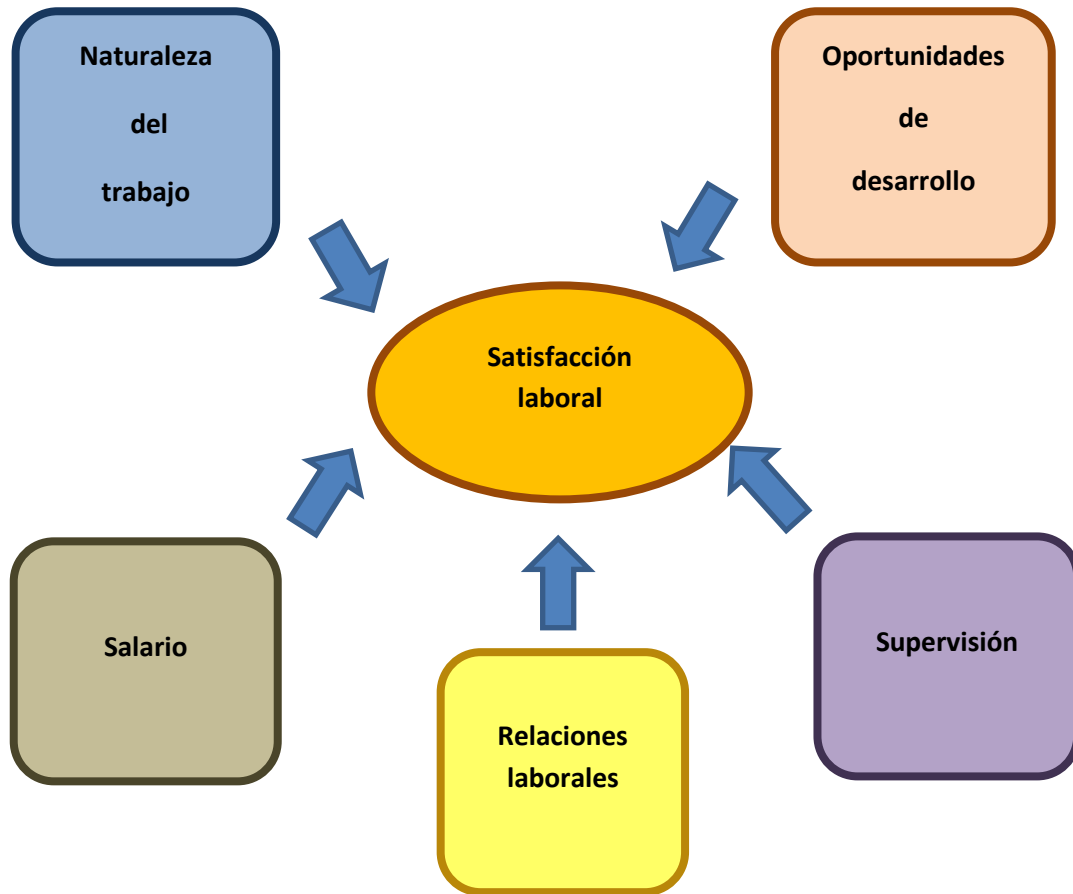 Naturaleza
del
trabajo
Oportunidades
de
desarrollo
Satisfacción
laboral
Salario
Relaciones
laborales
Supervisión